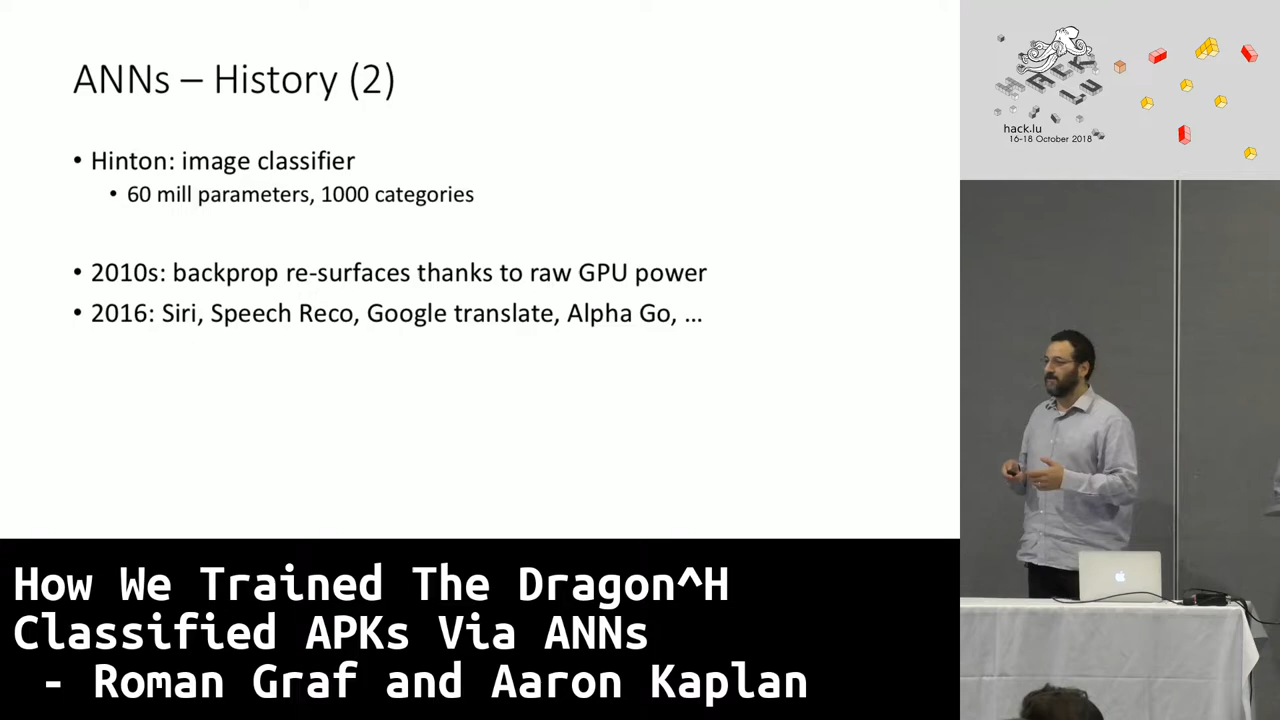 ANNs – History (2)
• Hinton: image classifier
• 60 mill parameters, 1000 categories
• 2010s: backprop re-surfaces thanks to raw GPU power
• 2016: Siri, Speech Reco, Google translate, Alpha Go, ...
HACK
LU
hack.lu
16-18 October 2018
How We Trained The Dragon^H
Classified APKs Via ANNs
- Roman Graf and Aaron Kaplan